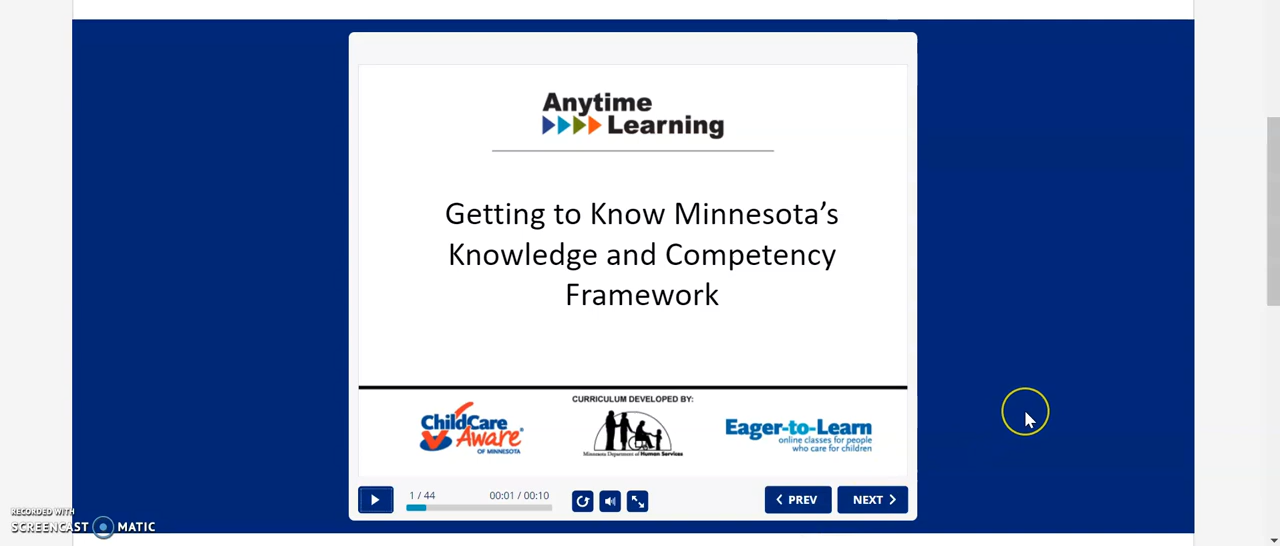 Anytime
Learning
Getting to Know Minnesota's
Knowledge and Competency
Framework
ChildCare
Aware
OF MINNESOTA
CURRICULUM DEVELOPED BY:
Minnesota Department of Human Services
Eager-to-Learn
online classes for people
who care for children
1 / 44
00:01 / 00:10
PREV
NEXT
RECORDED WITH
SCREENCAST MATIC